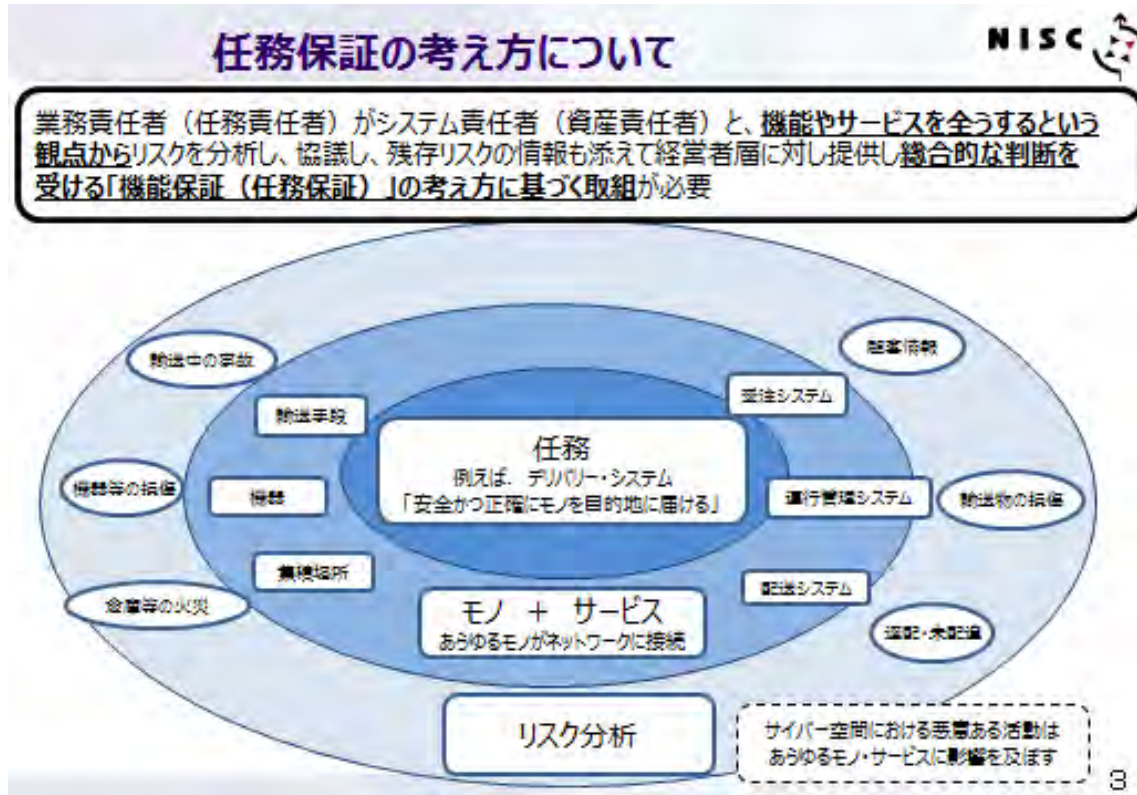 任務保証の考え方について
NISC
業務責任者（任務責任者）がシステム責任者（資産責任者）と、機能やサービスを全うするという
観点からリスクを分析し、協議し、残存リスクの情報も添えて経営者層に対し提供し総合的な判断を
受ける「機能保証（任務保証）」の考え方に基づく取組が必要
輸送中の事故
顧客情報
輸送手段
受注システム
任務
例えば．デリバリー・システム
「安全かつ正確にモノを目的地に届ける」
機器等の損傷
機器
運行管理システム
輸送物の損傷
集積場所
配送システム
倉庫等の火災
モノ ＋ サービス
あらゆるモノがネットワークに接続
遅配・未配達
リスク分析
サイバー空間における悪意ある活動は
あらゆるモノ・サービスに影響を及ぼす
3